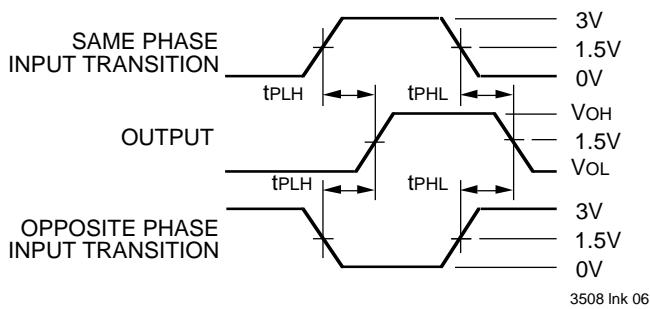 SAME PHASE
INPUT TRANSITION
3V
1.5V
0V
tPLH
tPHL
OUTPUT
VOH
1.5V
VOL
tPLH
tPHL
OPPOSITE PHASE
INPUT TRANSITION
3V
1.5V
0V
3508 lnk 06